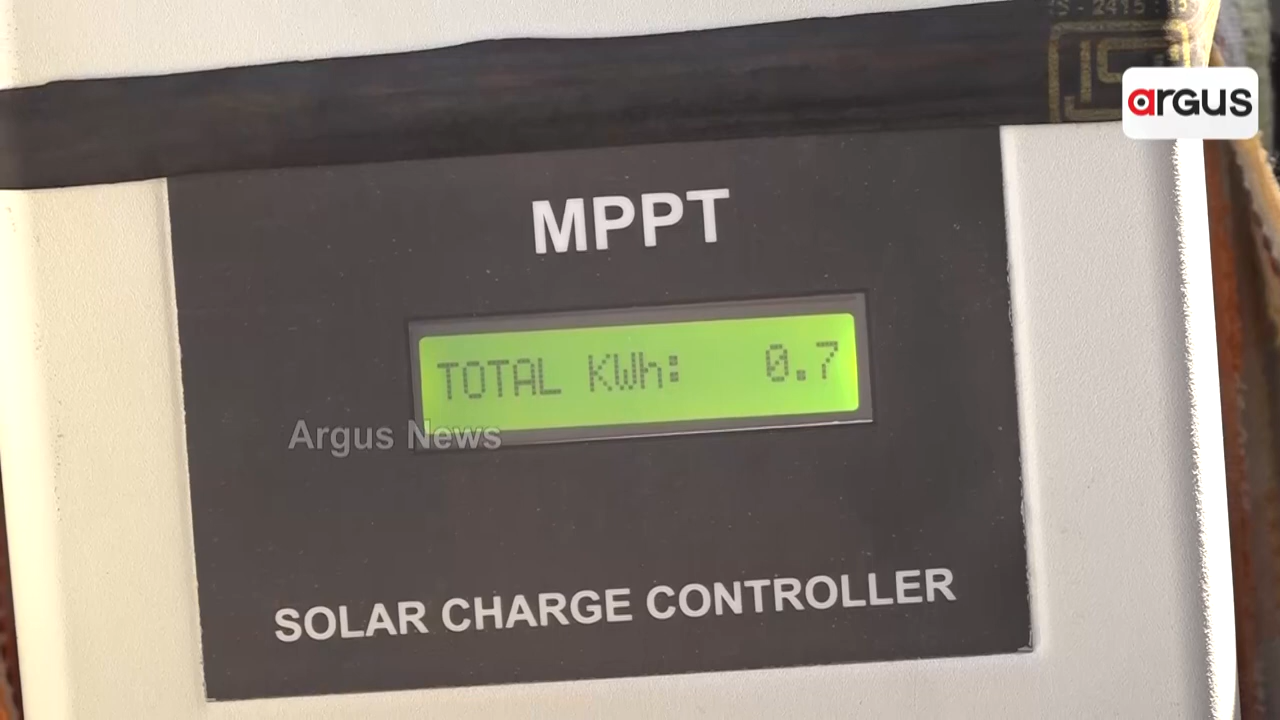 argus
MPPT
TOTAL KWh: 0.7
Argus News
SOLAR CHARGE CONTROLLER